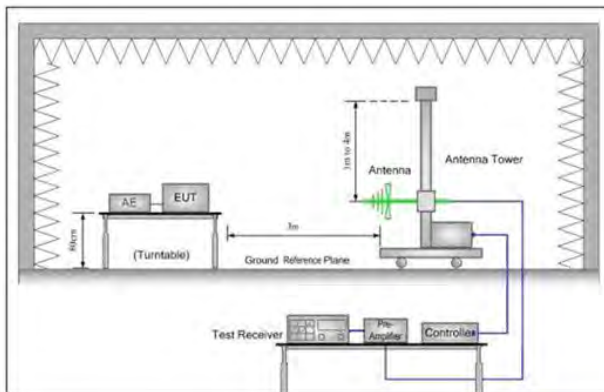 1m to 4m
Antenna
Antenna Tower
AE
EUT
80cm
(Turntable)
3m
Ground Reference Plane
Test Receiver
Pre-
Amplifier
Controller